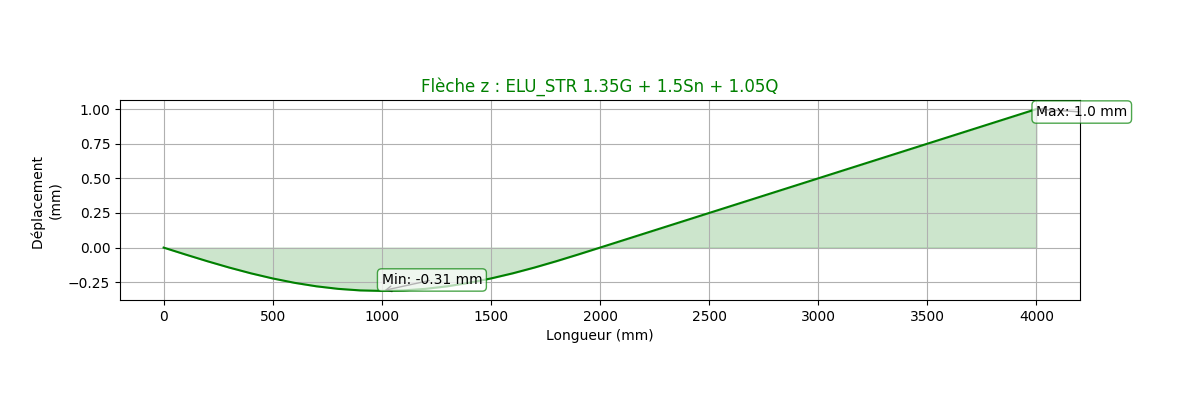 Flèche z : ELU_STR 1.35G + 1.5Sn + 1.05Q
Déplacement
(mm)
1.00
0.75
0.50
0.25
0.00
−0.25
Max: 1.0 mm
Min: -0.31 mm
0 500 1000 1500 2000 2500 3000 3500 4000
Longueur (mm)